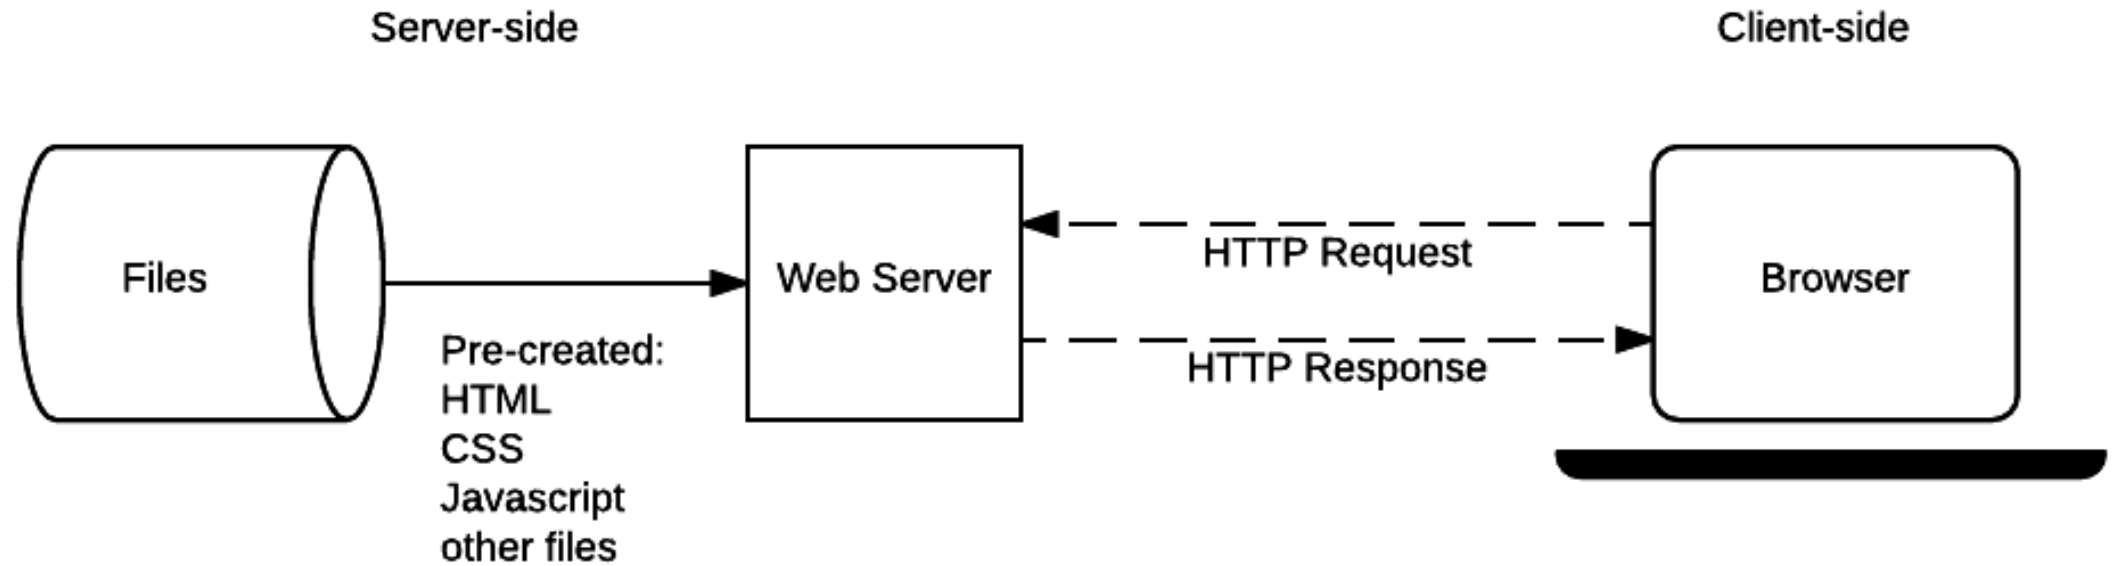 Server-side
Client-side
Files
Web Server
HTTP Request
Browser
HTTP Response
Pre-created:
HTML
CSS
Javascript
other files